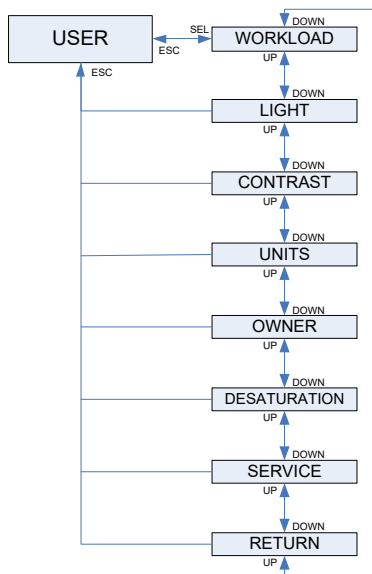 DOWN
USER
SEL
WORKLOAD
ESC
UP
ESC
DOWN
LIGHT
UP
DOWN
CONTRAST
UP
DOWN
UNITS
UP
DOWN
OWNER
UP
DOWN
DESATURATION
UP
DOWN
SERVICE
UP
DOWN
RETURN
UP